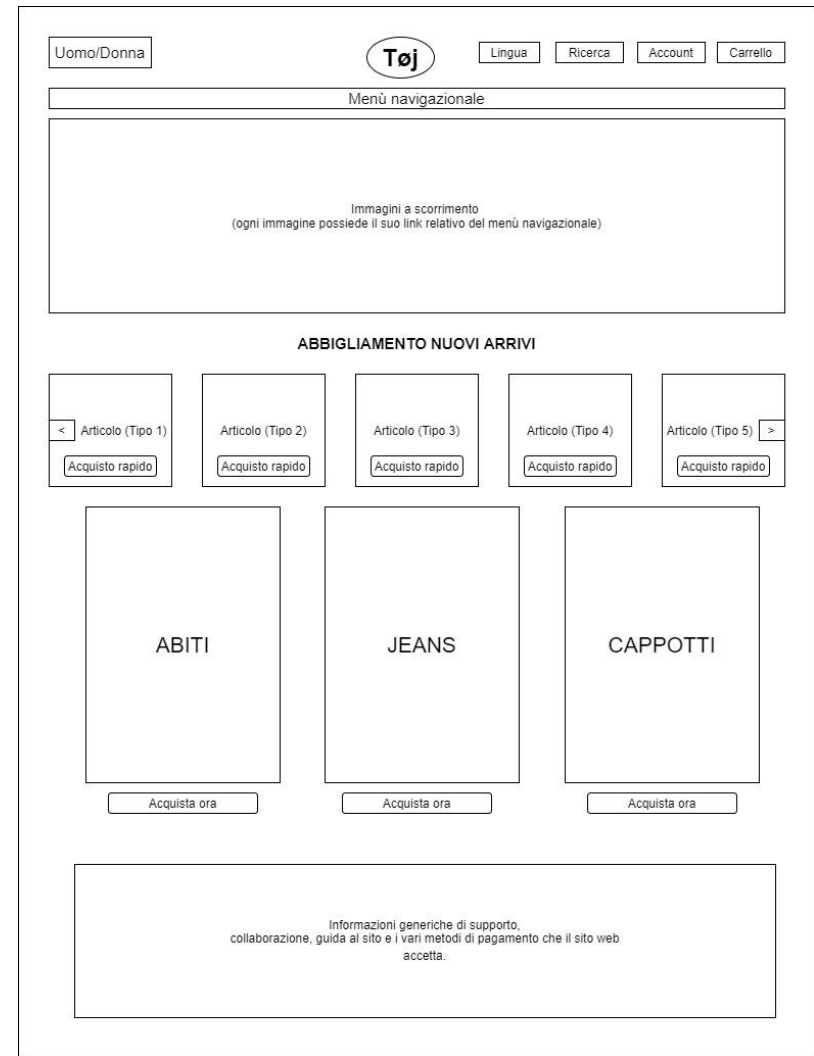 Uomo/Donna
Tøj
Lingua
Ricerca
Account
Carrello
Menù navigazionale
Immagini a scorrimento
(ogni immagine possiede il suo link relativo del menù navigazionale)
ABBIGLIAMENTO NUOVI ARRIVI
<
Articolo (Tipo 1)
Articolo (Tipo 2)
Articolo (Tipo 3)
Articolo (Tipo 4)
Articolo (Tipo 5)
>
Acquisto rapido
Acquisto rapido
Acquisto rapido
Acquisto rapido
Acquisto rapido
ABITI
JEANS
CAPPOTTI
Acquista ora
Acquista ora
Acquista ora
Informazioni generiche di supporto,
collaborazione, guida al sito e i vari metodi di pagamento che il sito web
accetta.